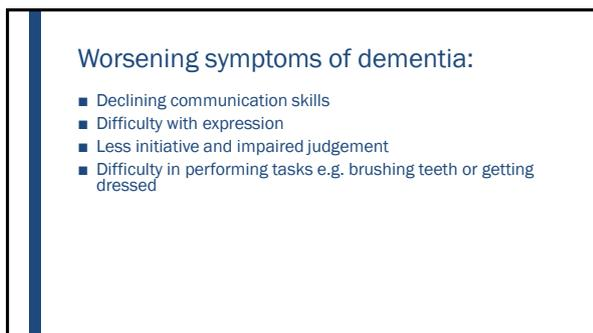 Worsening symptoms of dementia:
■ Declining communication skills
■ Difficulty with expression
■ Less initiative and impaired judgement
■ Difficulty in performing tasks e.g. brushing teeth or getting
dressed